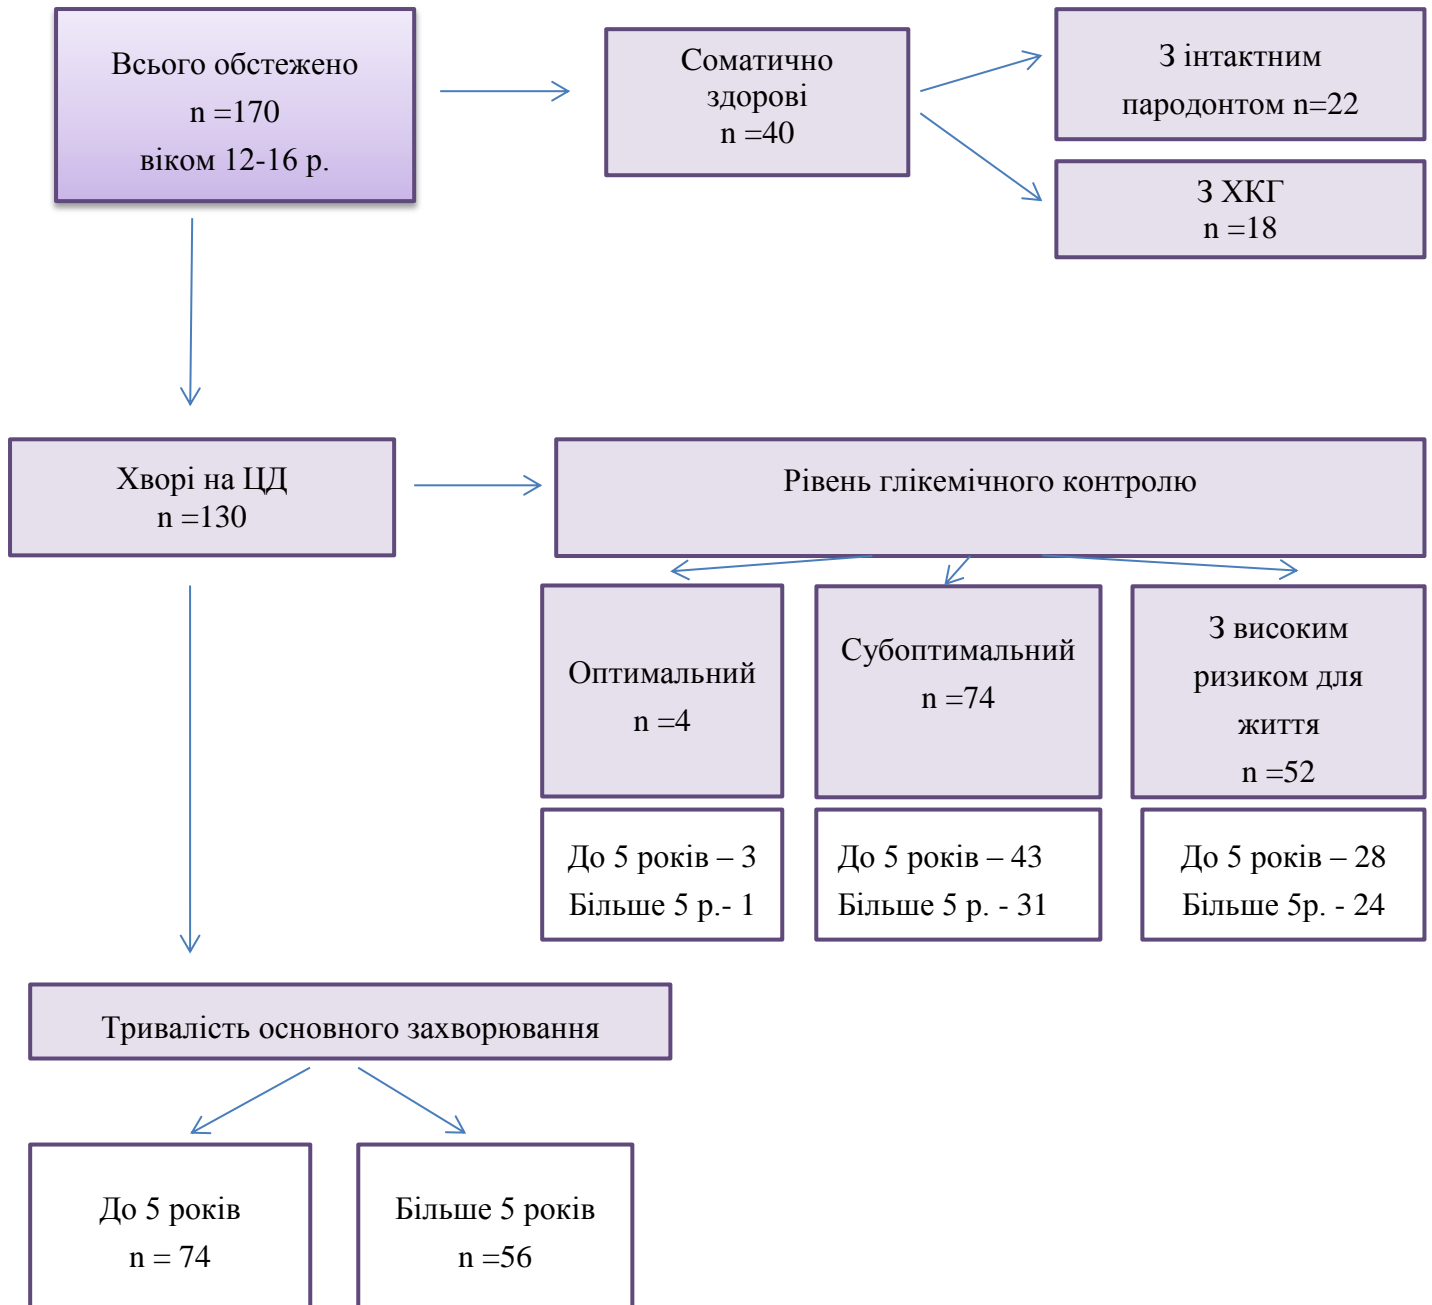 Всього обстежено
n =170
віком 12-16 р.
Соматично
здорові
n =40
З інтактним
пародонтом n=22
З ХКГ
n =18
Хворі на ЦД
n =130
Рівень глікемічного контролю
Оптимальний
n =4
Субоптимальний
n =74
З високим
ризиком для
життя
n =52
До 5 років – 3
Більше 5 р.- 1
До 5 років – 43
Більше 5 р. - 31
До 5 років – 28
Більше 5р. - 24
Тривалість основного захворювання
До 5 років
n = 74
Більше 5 років
n =56